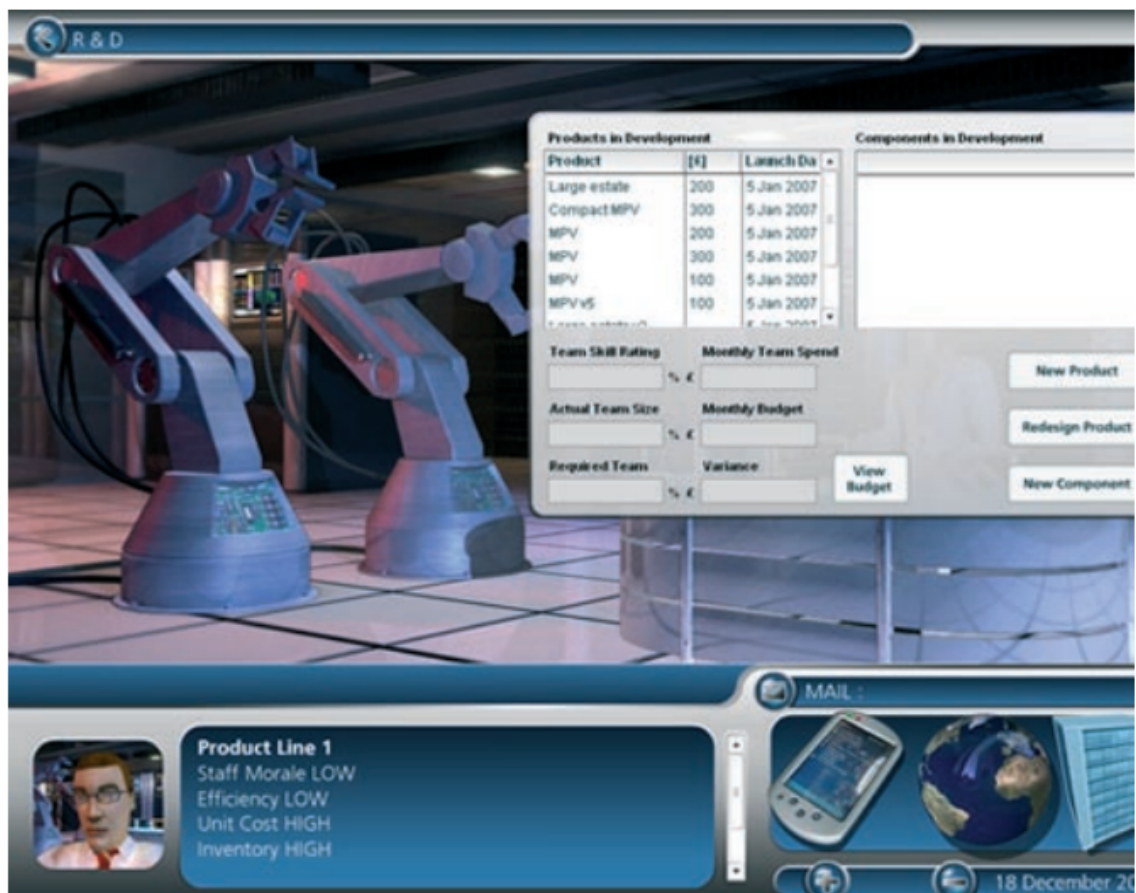 R & D
Products in Development
Components in Development
Product [£] Launch Da
Large estate 200 5 Jan 2007
Compact MPV 300 5 Jan 2007
MPV 200 5 Jan 2007
MPV 300 5 Jan 2007
MPV 100 5 Jan 2007
MPV v5 100 5 Jan 2007
Team Skill Rating
Monthly Team Spend
% £
New Product
Actual Team Size
Monthly Budget
% £
Redesign Product
Required Team
Variance
% £
View
Budget
New Component
MAIL :
Product Line 1
Staff Morale LOW
Efficiency LOW
Unit Cost HIGH
Inventory HIGH
18 December 20